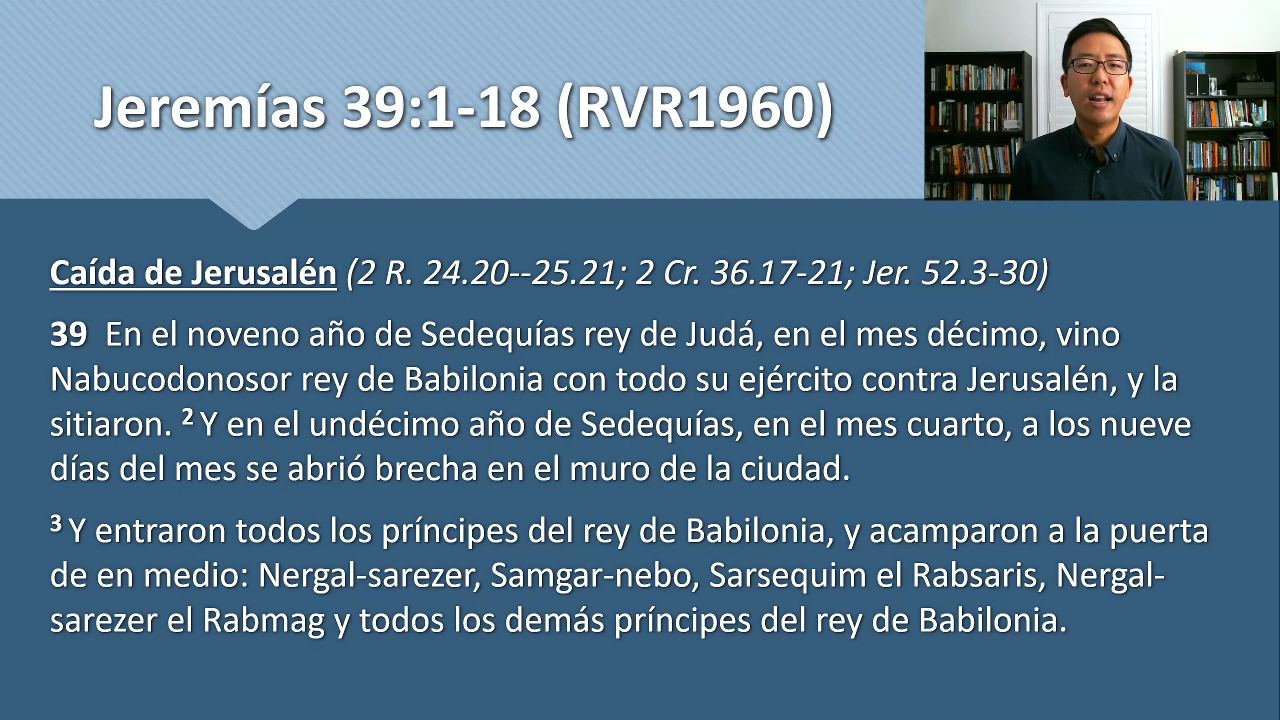 Jeremías 39:1-18 (RVR1960)
Caída de Jerusalén (2 R. 24.20--25.21; 2 Cr. 36.17-21; Jer. 52.3-30)
39 En el noveno año de Sedequías rey de Judá, en el mes décimo, vino
Nabucodonosor rey de Babilonia con todo su ejército contra Jerusalén, y la
sitiaron. 2 Y en el undécimo año de Sedequías, en el mes cuarto, a los nueve
días del mes se abrió brecha en el muro de la ciudad.
3 Y entraron todos los príncipes del rey de Babilonia, y acamparon a la puerta
de en medio: Nergal-sarezer, Samgar-nebo, Sarsequim el Rabsaris, Nergal-
sarezer el Rabmag y todos los demás príncipes del rey de Babilonia.